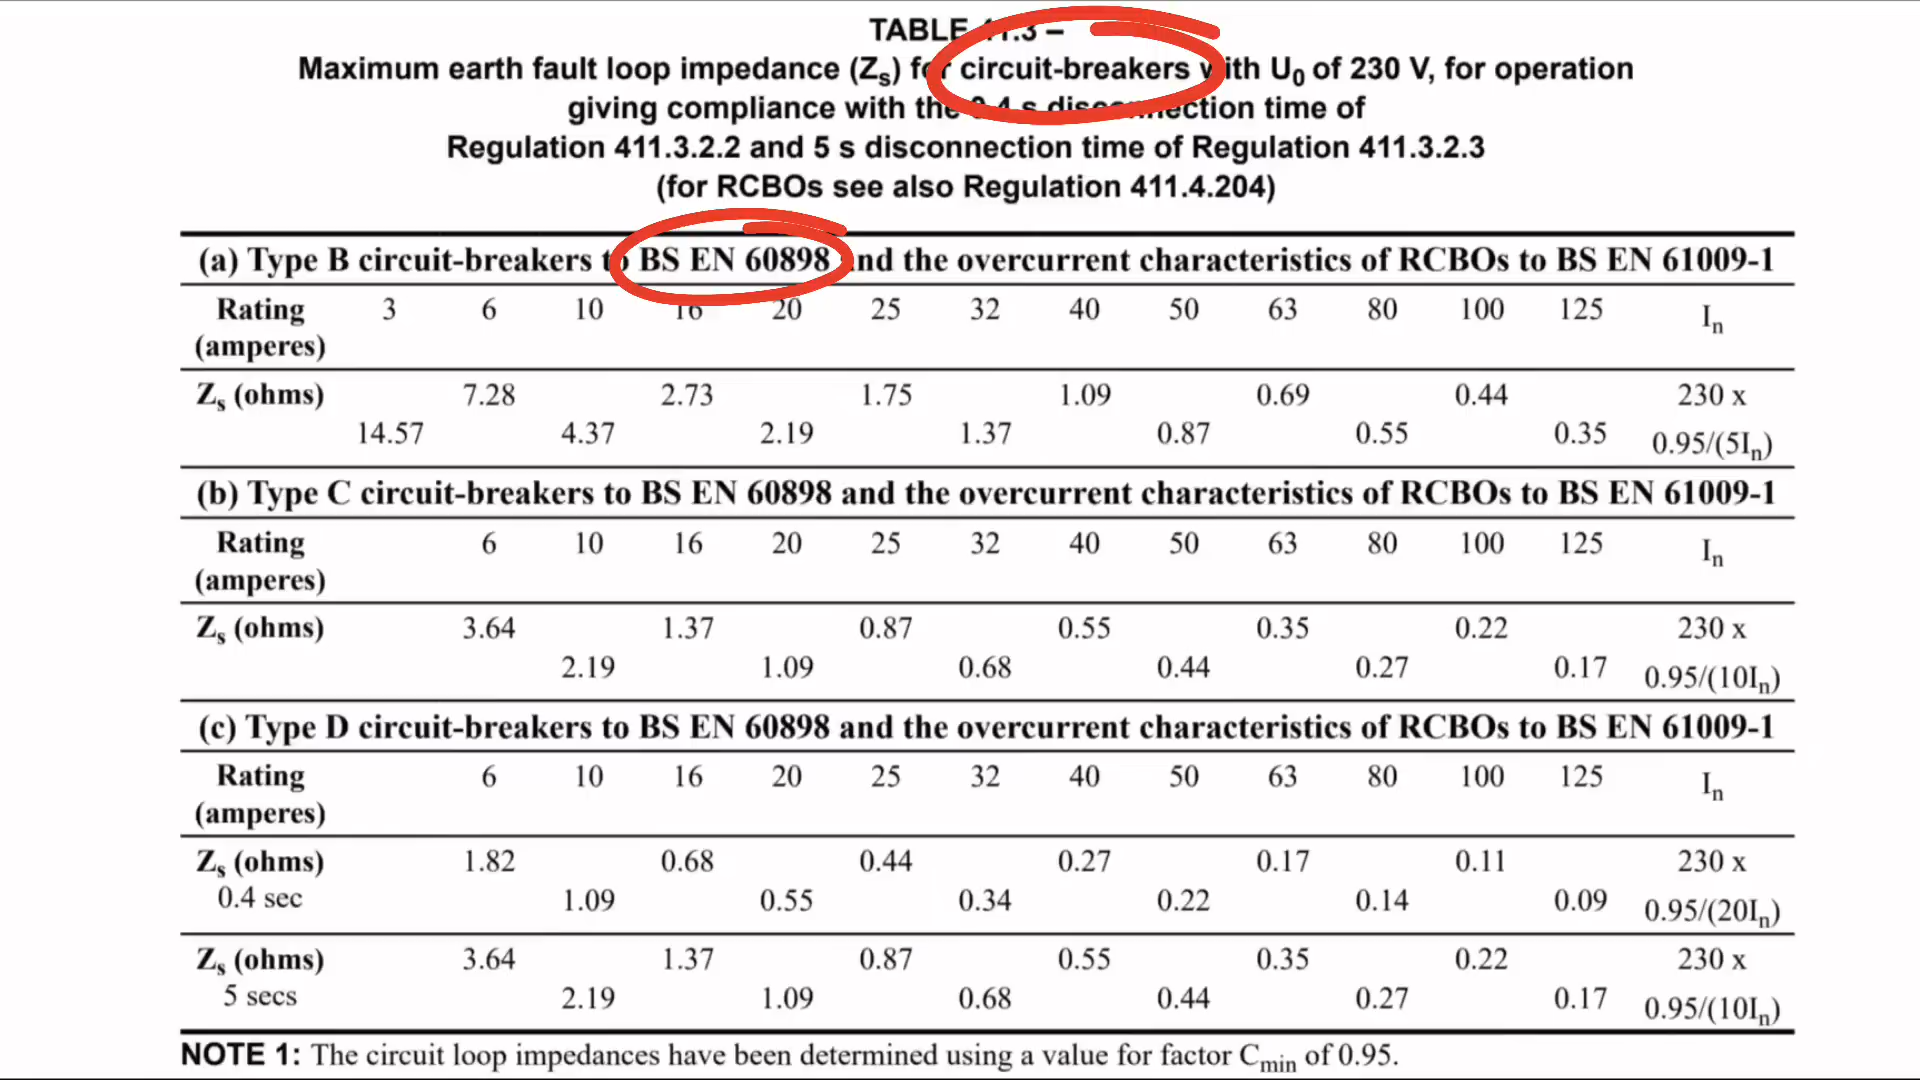 TABLE 41.3 –
Maximum earth fault loop impedance (Zs) for circuit-breakers with U0 of 230 V, for operation
giving compliance with the 0.4 s disconnection time of
Regulation 411.3.2.2 and 5 s disconnection time of Regulation 411.3.2.3
(for RCBOs see also Regulation 411.4.204)
(a) Type B circuit-breakers to BS EN 60898 and the overcurrent characteristics of RCBOs to BS EN 61009-1
Rating 3 6 10 16 20 25 32 40 50 63 80 100 125 In
(amperes)
Zs (ohms) 7.28 2.73 1.75 1.09 0.69 0.44 230 x
14.57 4.37 2.19 1.37 0.87 0.55 0.35 0.95/(5In)
(b) Type C circuit-breakers to BS EN 60898 and the overcurrent characteristics of RCBOs to BS EN 61009-1
Rating 6 10 16 20 25 32 40 50 63 80 100 125 In
(amperes)
Zs (ohms) 3.64 1.37 0.87 0.55 0.35 0.22 230 x
2.19 1.09 0.68 0.44 0.27 0.17 0.95/(10In)
(c) Type D circuit-breakers to BS EN 60898 and the overcurrent characteristics of RCBOs to BS EN 61009-1
Rating 6 10 16 20 25 32 40 50 63 80 100 125 In
(amperes)
Zs (ohms) 1.82 0.68 0.44 0.27 0.17 0.11 230 x
0.4 sec 1.09 0.55 0.34 0.22 0.14 0.09 0.95/(20In)
Zs (ohms) 3.64 1.37 0.87 0.55 0.35 0.22 230 x
5 secs 2.19 1.09 0.68 0.44 0.27 0.17 0.95/(10In)
NOTE 1: The circuit loop impedances have been determined using a value for factor Cmin of 0.95.